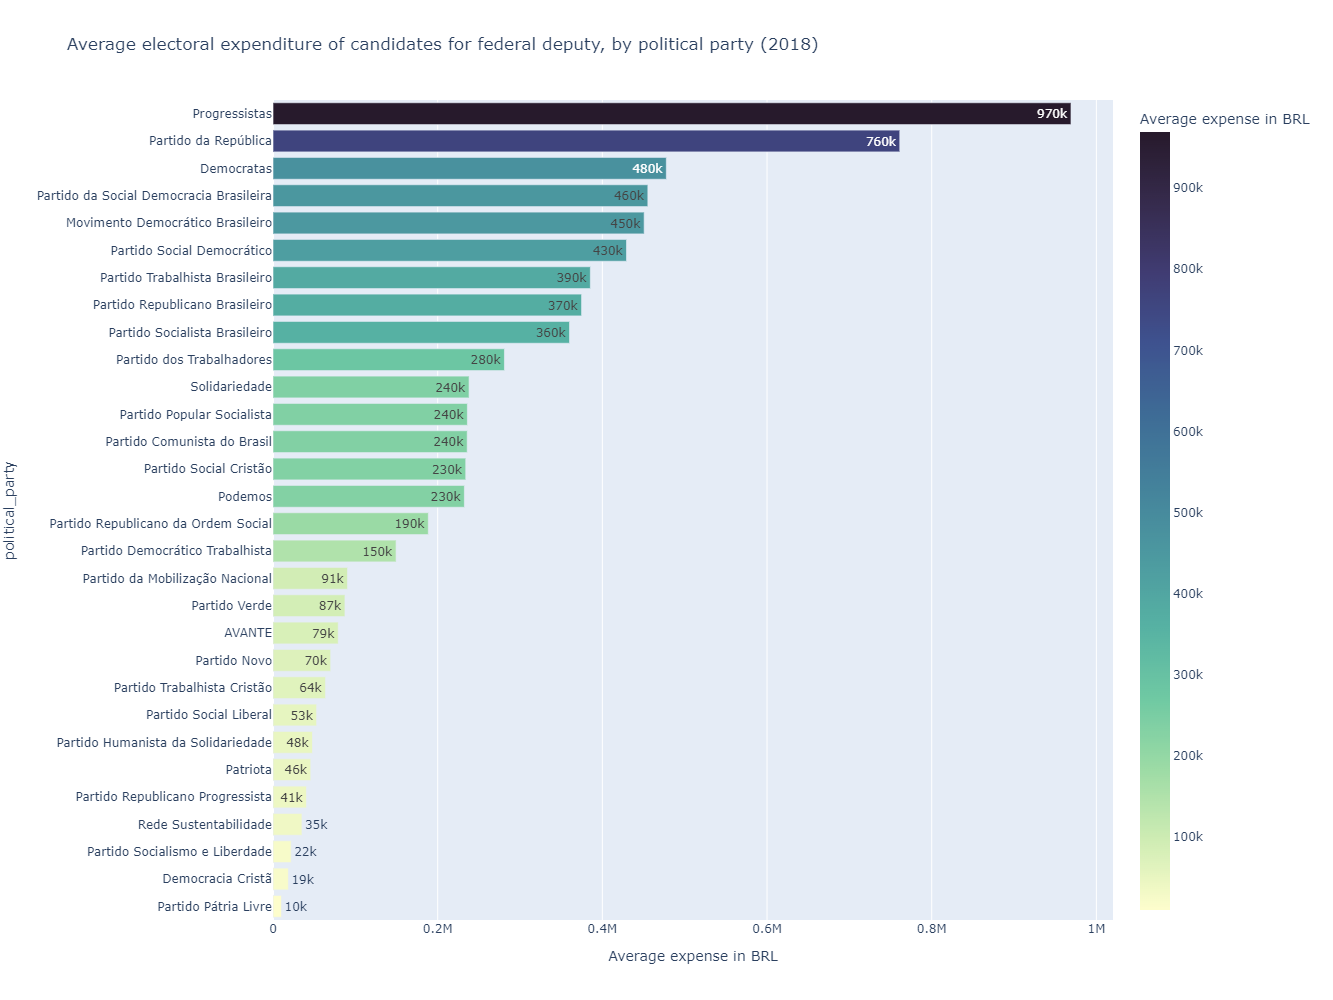 Average electoral expenditure of candidates for federal deputy, by political party (2018)
Progressistas 970k
Partido da República 760k
Democratas 480k
Partido da Social Democracia Brasileira 460k
Movimento Democrático Brasileiro 450k
Partido Social Democrático 430k
Partido Trabalhista Brasileiro 390k
Partido Republicano Brasileiro 370k
Partido Socialista Brasileiro 360k
Partido dos Trabalhadores 280k
Solidariedade 240k
Partido Popular Socialista 240k
Partido Comunista do Brasil 240k
Partido Social Cristão 230k
Podemos 230k
Partido Republicano da Ordem Social 190k
Partido Democrático Trabalhista 150k
Partido da Mobilização Nacional 91k
Partido Verde 87k
AVANTE 79k
Partido Novo 70k
Partido Trabalhista Cristão 64k
Partido Social Liberal 53k
Partido Humanista da Solidariedade 48k
Patriota 46k
Partido Republicano Progressista 41k
Rede Sustentabilidade 35k
Partido Socialismo e Liberdade 22k
Democracia Cristã 19k
Partido Pátria Livre 10k
political_party
0 0.2M 0.4M 0.6M 0.8M 1M
Average expense in BRL
Average expense in BRL
900k
800k
700k
600k
500k
400k
300k
200k
100k